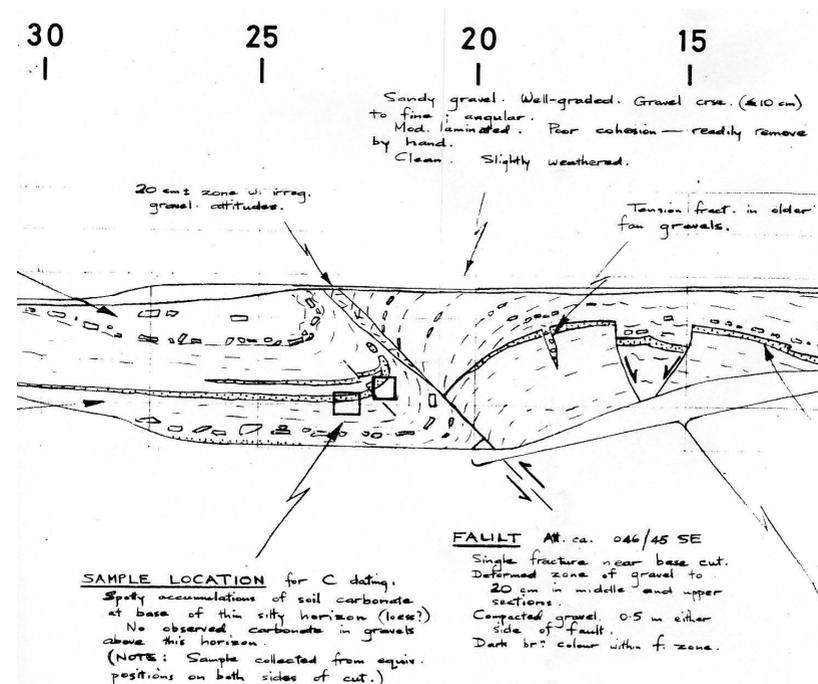 30 25 20 15
Sandy gravel. Well-graded. Gravel crse. (≤10 cm)
to fine; angular.
Mod. laminated. Poor cohesion — readily remove
by hand.
Clean. Slightly weathered.
20 cm± zone w. irreg.
gravel attitudes.
Tension fract. in older
fan gravels.
SAMPLE LOCATION for C dating.
Spotty accumulations of soil carbonate
at base of thin silty horizon (loess?)
No observed carbonate in gravels
above this horizon.
(NOTE: Sample collected from equiv.
positions on both sides of cut.)
FAULT Att. ca. 046/45 SE
Single fracture near base cut.
Deformed zone of gravel to
20 cm in middle and upper
sections.
Compacted gravel 0.5 m either
side of fault.
Dark br: colour within f. zone.